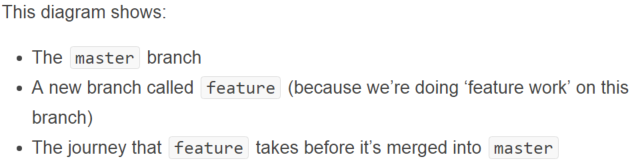 This diagram shows:
• The master branch
• A new branch called feature (because we’re doing ‘feature work’ on this
branch)
• The journey that feature takes before it’s merged into master